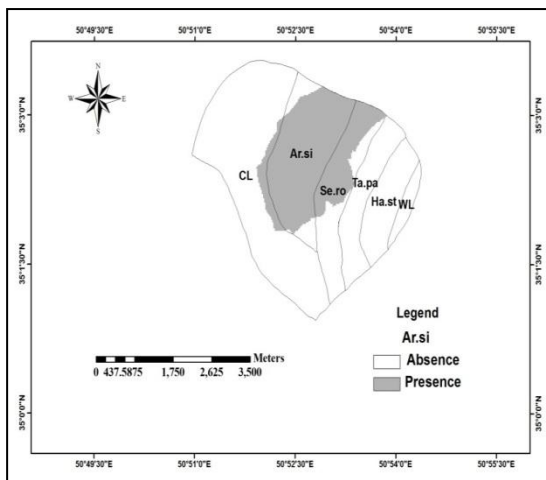 50°49'30"E 50°51'0"E 50°52'30"E 50°54'0"E 50°55'30"E
N
W E
S
35°3'0"N 35°3'0"N
Ar.si
CL
Se.ro
Ta.pa
Ha.st WL
35°1'30"N 35°1'30"N
Legend
Ar.si
Absence
Presence
Meters
0 437.5875 1,750 2,625 3,500
35°0'0"N 35°0'0"N
50°49'30"E 50°51'0"E 50°52'30"E 50°54'0"E 50°55'30"E